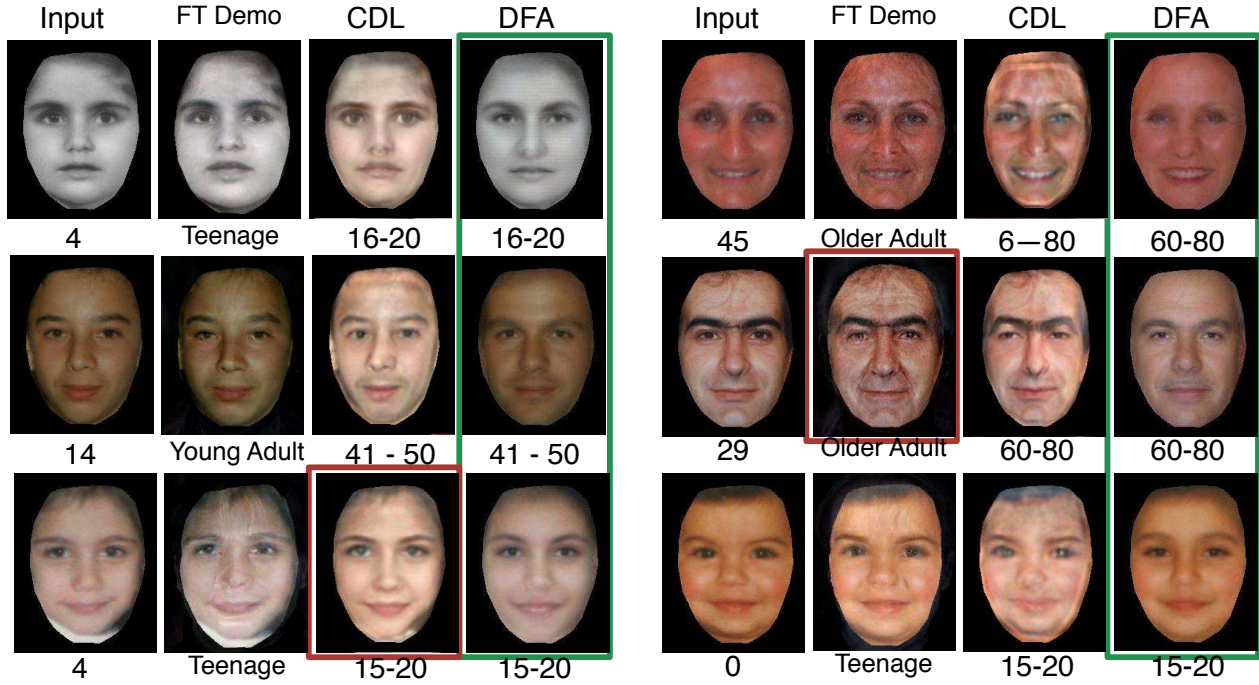 Input FT Demo CDL DFA Input FT Demo CDL DFA
4 Teenage 16-20 16-20 45 Older Adult 6—80 60-80
14 Young Adult 41 - 50 41 - 50 29 Older Adult 60-80 60-80
4 Teenage 15-20 15-20 0 Teenage 15-20 15-20